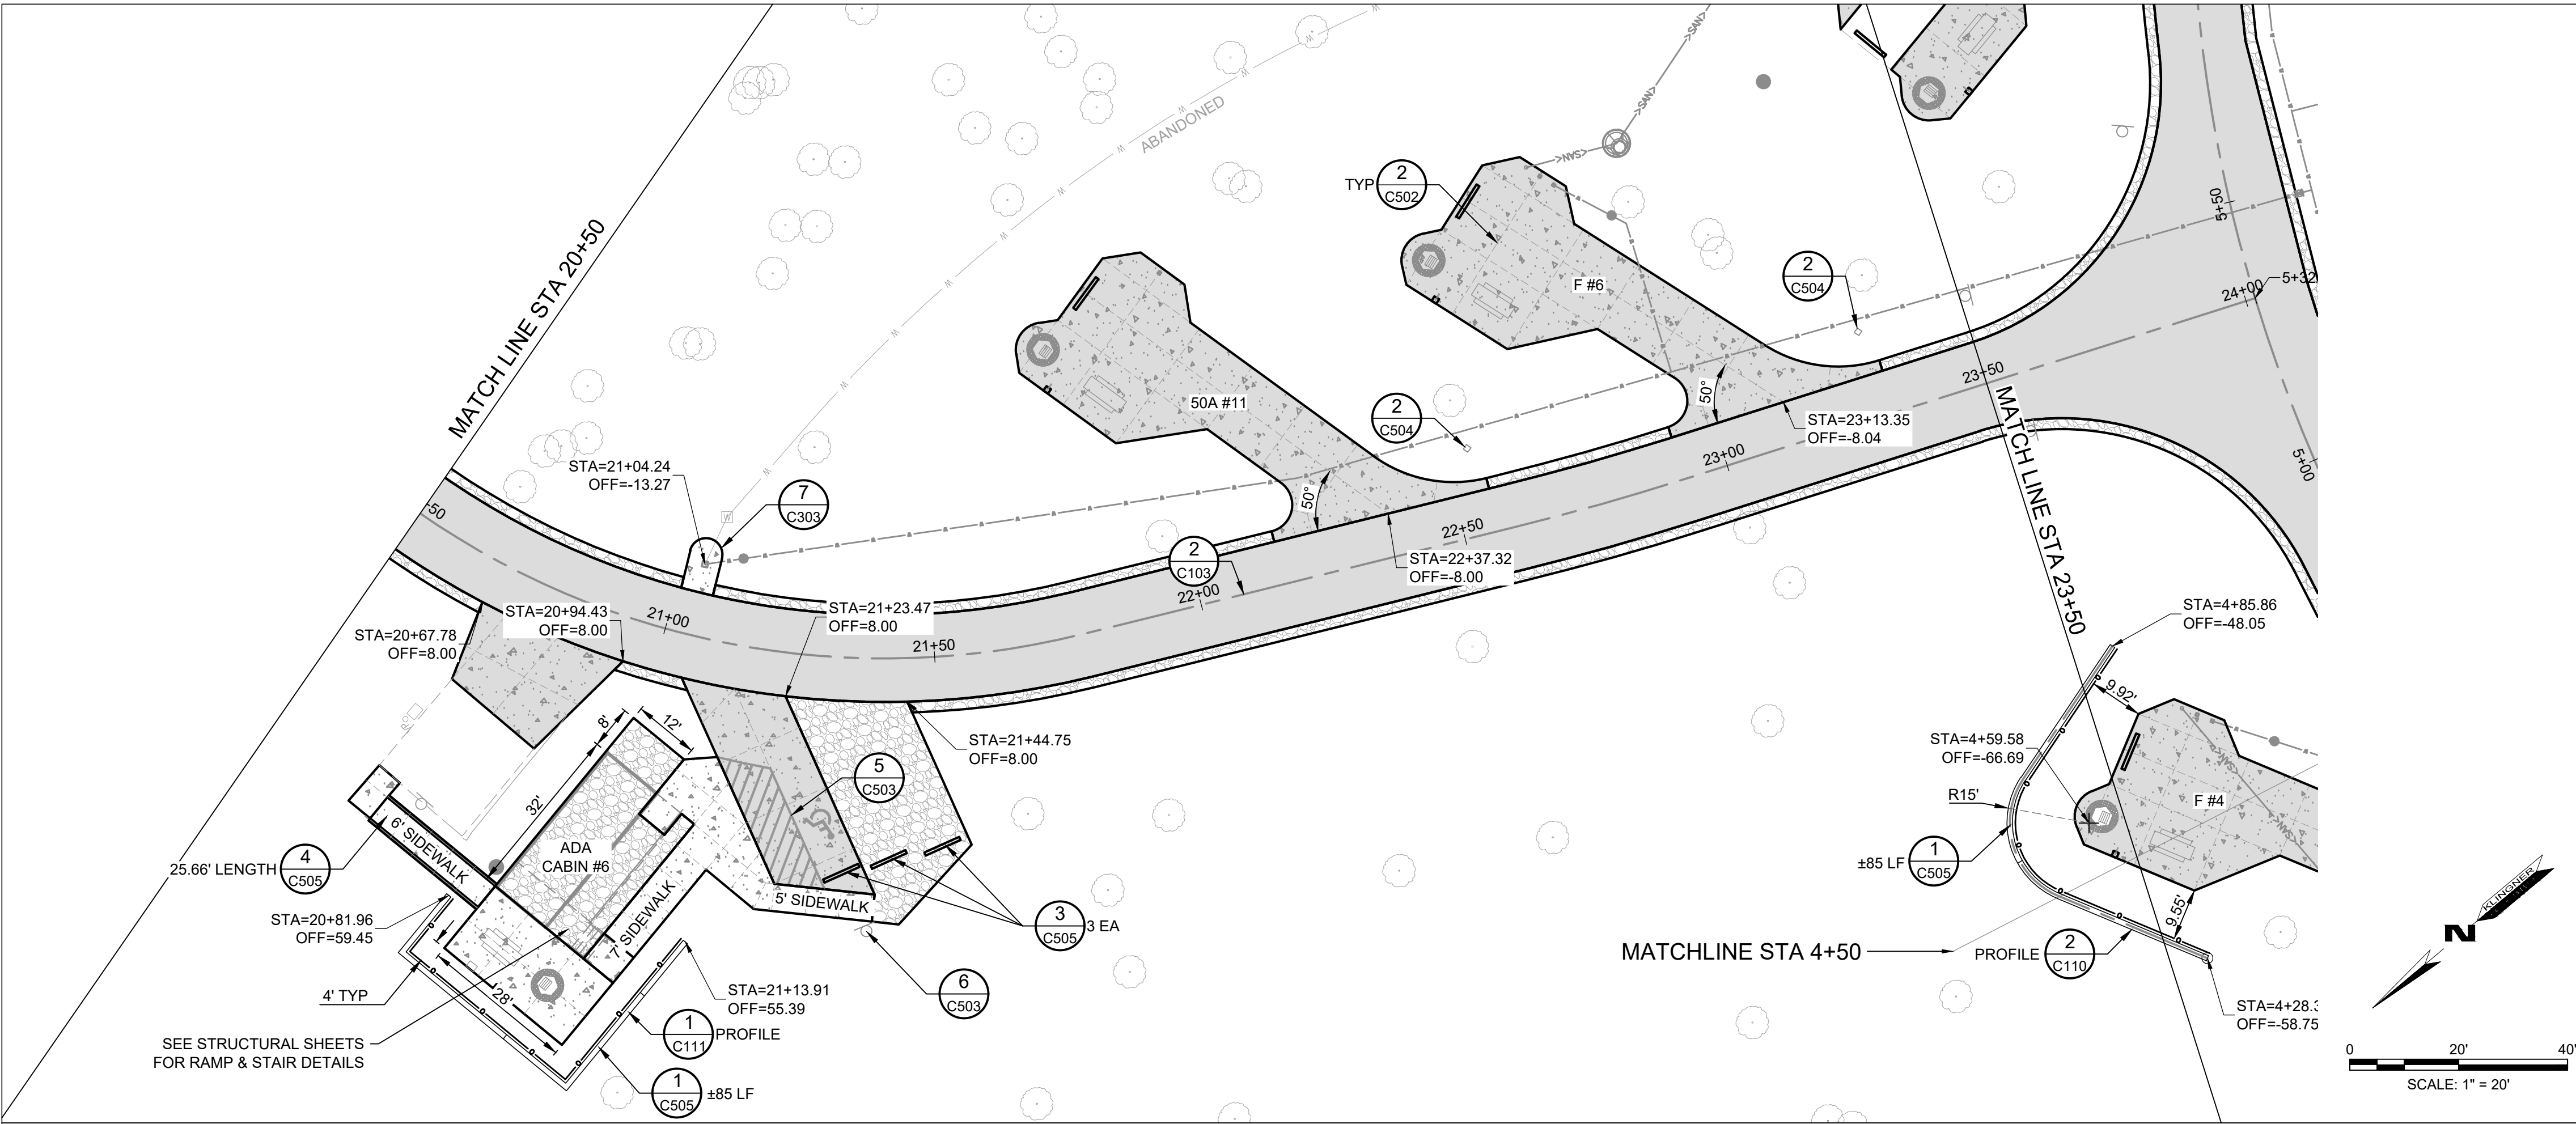 ABANDONED
W
W
W
W
W
W
W
W
W
W
W
>SAN>
>SAN>
<SAN<
MATCH LINE STA 20+50
TYP
2
C502
2
C504
F #6
5+50
24+00
5+32
50A #11
2
C504
50°
23+50
STA=23+13.35
OFF=-8.04
MATCH LINE STA 23+50
23+00
5+00
STA=21+04.24
OFF=-13.27
7
C303
W
50°
-50
2
C103
22+50
STA=22+37.32
OFF=-8.00
22+00
STA=20+94.43
OFF=8.00
21+00
STA=21+23.47
OFF=8.00
STA=20+67.78
OFF=8.00
21+50
STA=4+85.86
OFF=-48.05
9.92'
8'
12'
STA=21+44.75
OFF=8.00
STA=4+59.58
OFF=-66.69
5
C503
32'
R15'
F #4
6' SIDEWALK
ADA
CABIN #6
25.66' LENGTH
4
C505
±85 LF
1
C505
7' SIDEWALK
5' SIDEWALK
STA=20+81.96
OFF=59.45
3
C505
3 EA
9.55'
MATCHLINE STA 4+50
PROFILE
2
C110
KLINGNER
N
4' TYP
28'
STA=21+13.91
OFF=55.39
6
C503
STA=4+28.3
OFF=-58.75
SEE STRUCTURAL SHEETS
FOR RAMP & STAIR DETAILS
1
C111
PROFILE
1
C505
±85 LF
0 20' 40'
SCALE: 1" = 20'